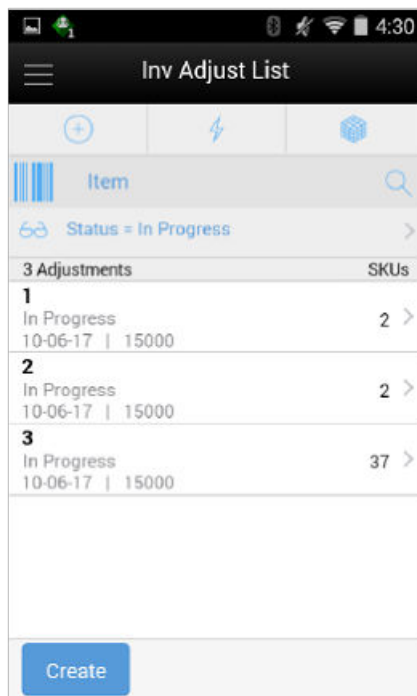 1 4:30
Inv Adjust List
Item
Status = In Progress
3 Adjustments SKUs
1
In Progress 2
10-06-17 | 15000
2
In Progress 2
10-06-17 | 15000
3
In Progress 37
10-06-17 | 15000
Create